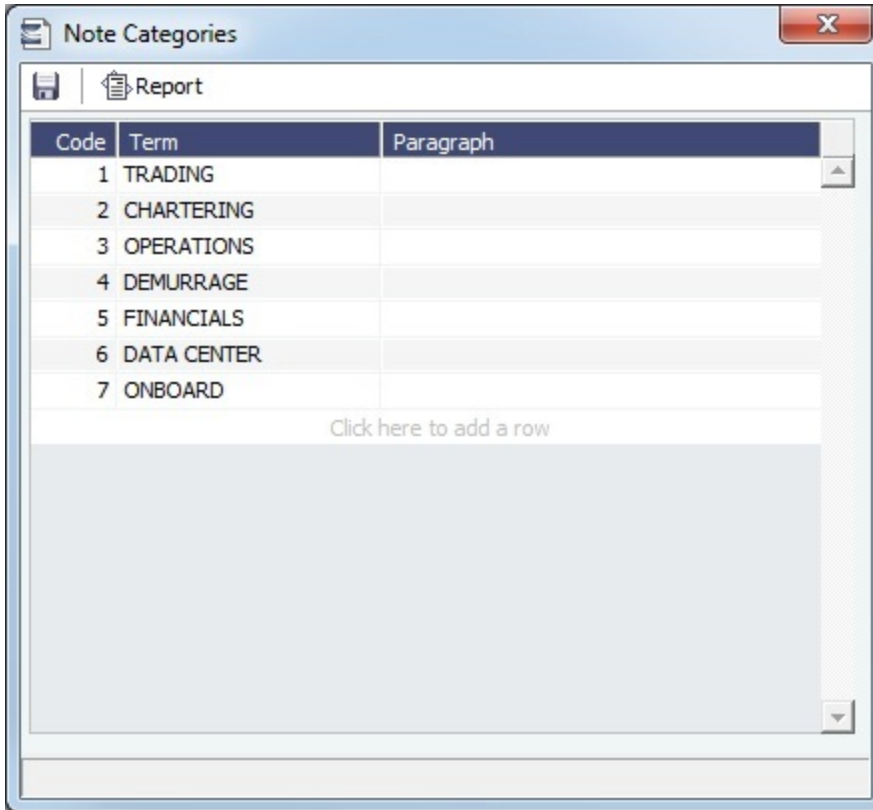 Note Categories
Report
Code Term Paragraph
1 TRADING
2 CHARTERING
3 OPERATIONS
4 DEMURRAGE
5 FINANCIALS
6 DATA CENTER
7 ONBOARD
Click here to add a row